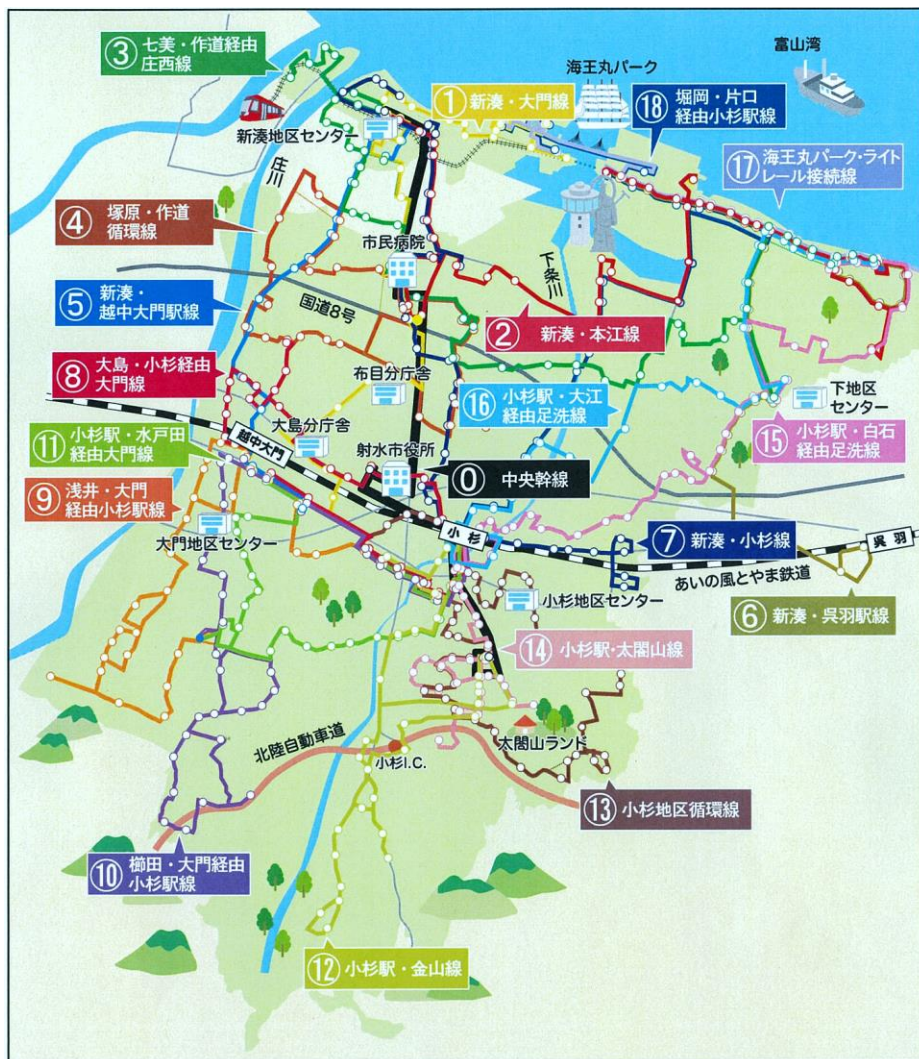 ③ 七美・作道経由
庄西線
海王丸パーク
富山湾
① 新湊・大門線
⑱ 堀岡・片口
経由小杉駅線
新湊地区センター
⑰ 海王丸パーク・ライト
レール接続線
庄川
④ 塚原・作道
循環線
市民病院
下条川
⑤ 新湊・
越中大門駅線
国道8号
② 新湊・本江線
⑧ 大島・小杉経由
大門線
布目分庁舎
⑯ 小杉駅・大江
経由足洗線
下地区
センター
大島分庁舎
⑪ 小杉駅・水戸田
経由大門線
越中大門
射水市役所
⑮ 小杉駅・白石
経由足洗線
⓪ 中央幹線
⑨ 浅井・大門
経由小杉駅線
大門地区センター
小杉
⑦ 新湊・小杉線
呉羽
あいの風とやま鉄道
小杉地区センター
⑥ 新湊・呉羽駅線
⑭ 小杉駅・太閤山線
北陸自動車道
太閤山ランド
小杉I.C.
⑬ 小杉地区循環線
⑩ 櫛田・大門経由
小杉駅線
⑫ 小杉駅・金山線